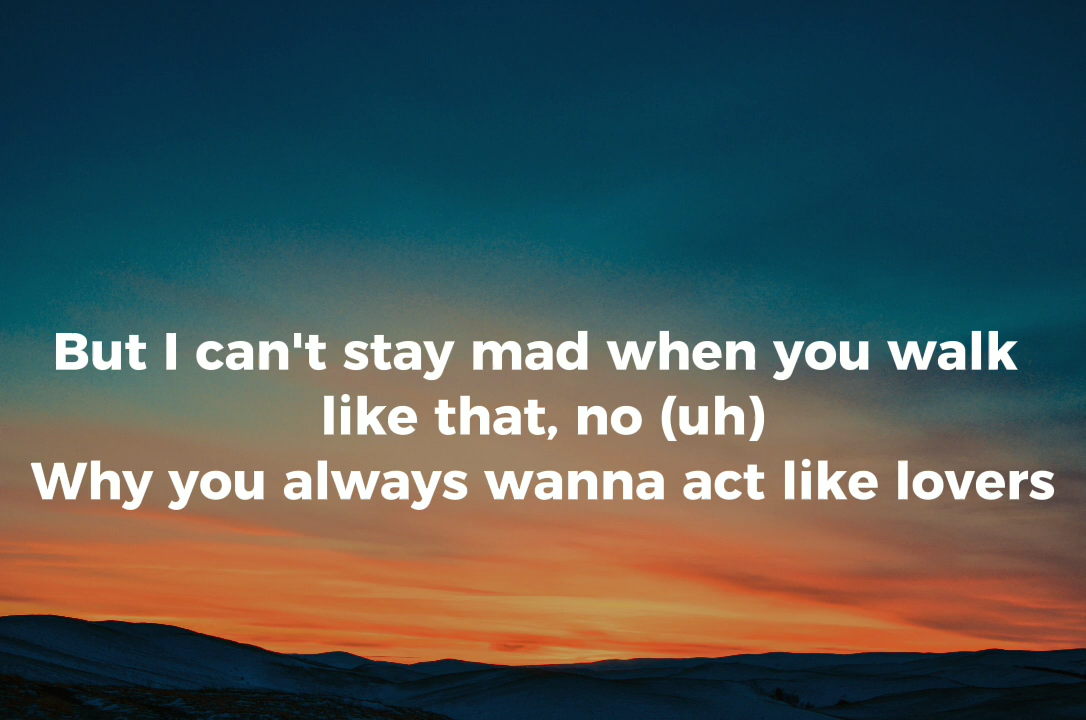 But I can't stay mad when you walk
like that, no (uh)
Why you always wanna act like lovers